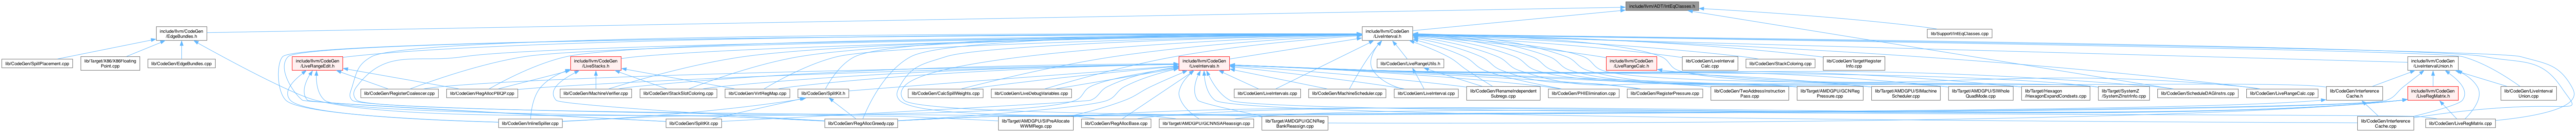 include/llvm/ADT/IntEqClasses.h
include/llvm/CodeGen
/EdgeBundles.h
include/llvm/CodeGen
/LiveInterval.h
lib/Support/IntEqClasses.cpp
lib/CodeGen/SpillPlacement.cpp
lib/Target/X86/X86Floating
Point.cpp
lib/CodeGen/EdgeBundles.cpp
include/llvm/CodeGen
/LiveRangeEdit.h
include/llvm/CodeGen
/LiveStacks.h
include/llvm/CodeGen
/LiveIntervals.h
lib/CodeGen/LiveRangeUtils.h
include/llvm/CodeGen
/LiveRangeCalc.h
lib/CodeGen/LiveInterval
Calc.cpp
lib/CodeGen/StackColoring.cpp
lib/CodeGen/TargetRegister
Info.cpp
include/llvm/CodeGen
/LiveIntervalUnion.h
lib/CodeGen/RegisterCoalescer.cpp
lib/CodeGen/RegAllocPBQP.cpp
lib/CodeGen/MachineVerifier.cpp
lib/CodeGen/StackSlotColoring.cpp
lib/CodeGen/VirtRegMap.cpp
lib/CodeGen/SplitKit.h
lib/CodeGen/CalcSpillWeights.cpp
lib/CodeGen/LiveDebugVariables.cpp
lib/CodeGen/LiveIntervals.cpp
lib/CodeGen/MachineScheduler.cpp
lib/CodeGen/LiveInterval.cpp
lib/CodeGen/RenameIndependent
Subregs.cpp
lib/CodeGen/PHIElimination.cpp
lib/CodeGen/RegisterPressure.cpp
lib/CodeGen/TwoAddressInstruction
Pass.cpp
lib/Target/AMDGPU/GCNReg
Pressure.cpp
lib/Target/AMDGPU/SIMachine
Scheduler.cpp
lib/Target/AMDGPU/SIWhole
QuadMode.cpp
lib/Target/Hexagon
/HexagonExpandCondsets.cpp
lib/Target/SystemZ
/SystemZInstrInfo.cpp
lib/CodeGen/ScheduleDAGInstrs.cpp
lib/CodeGen/LiveRangeCalc.cpp
lib/CodeGen/Interference
Cache.h
include/llvm/CodeGen
/LiveRegMatrix.h
lib/CodeGen/LiveInterval
Union.cpp
lib/CodeGen/InlineSpiller.cpp
lib/CodeGen/SplitKit.cpp
lib/CodeGen/RegAllocGreedy.cpp
lib/Target/AMDGPU/SIPreAllocate
WWMRegs.cpp
lib/CodeGen/RegAllocBase.cpp
lib/Target/AMDGPU/GCNNSAReassign.cpp
lib/Target/AMDGPU/GCNReg
BankReassign.cpp
lib/CodeGen/Interference
Cache.cpp
lib/CodeGen/LiveRegMatrix.cpp